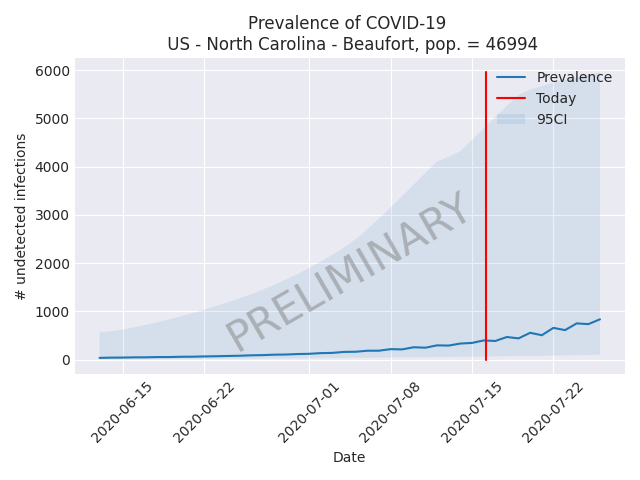 Prevalence of COVID-19
US - North Carolina - Beaufort, pop. = 46994
# undetected infections
6000
5000
4000
3000
2000
1000
0
Prevalence
Today
95CI
PRELIMINARY
2020-06-15
2020-06-22
2020-07-01
2020-07-08
2020-07-15
2020-07-22
Date